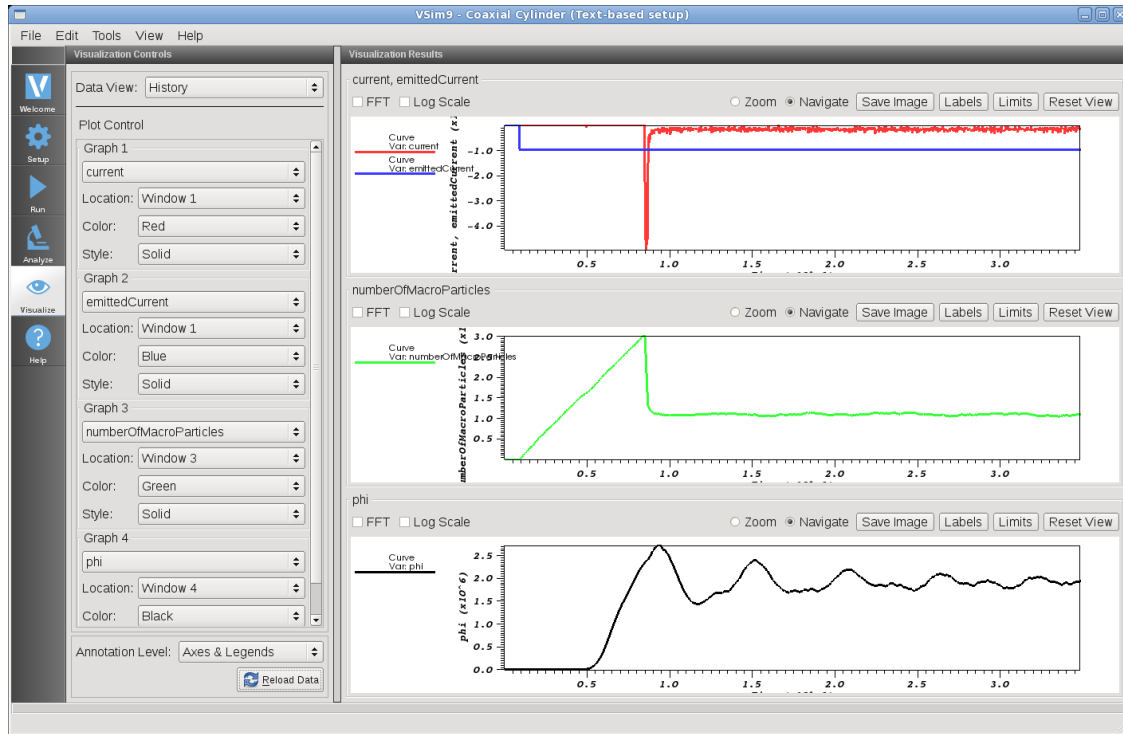 VSim9 - Coaxial Cylinder (Text-based setup)
File Edit Tools View Help
Visualization Controls
Visualization Results
Welcome
Setup
Run
Analyze
Visualize
Help
Data View: History
Plot Control
Graph 1
current
Location: Window 1
Color: Red
Style: Solid
Graph 2
emittedCurrent
Location: Window 1
Color: Blue
Style: Solid
Graph 3
numberOfMacroParticles
Location: Window 3
Color: Green
Style: Solid
Graph 4
phi
Location: Window 4
Color: Black
Annotation Level: Axes & Legends
Reload Data
current, emittedCurrent
FFT Log Scale Zoom Navigate Save Image Labels Limits Reset View
Curve
Var: current
Curve
Var: emittedCurrent
rrent, emittedCurrent (x1
-1.0
-2.0
-3.0
-4.0
0.5 1.0 1.5 2.0 2.5 3.0
numberOfMacroParticles
FFT Log Scale Zoom Navigate Save Image Labels Limits Reset View
Curve
Var: numberOfMacroParticles
umberOfMacroParticles (x1
3.0
2.0
1.5
1.0
0.5
0.5 1.0 1.5 2.0 2.5 3.0
phi
FFT Log Scale Zoom Navigate Save Image Labels Limits Reset View
Curve
Var: phi
phi (x10^6)
2.5
2.0
1.5
1.0
0.5
0.0
0.5 1.0 1.5 2.0 2.5 3.0